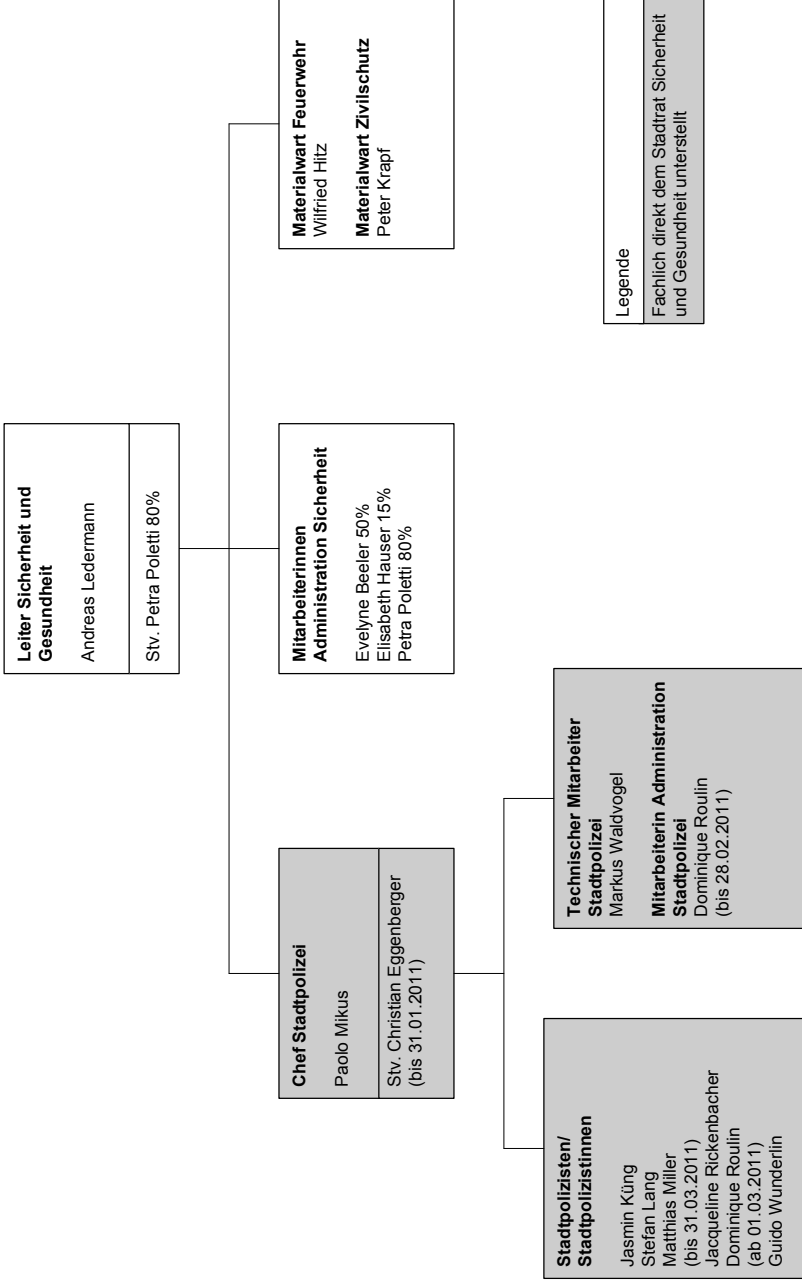 Leiter Sicherheit und
Gesundheit
Andreas Ledermann
Stv. Petra Poletti 80%
Chef Stadtpolizei
Paolo Mikus
Stv. Christian Eggenberger
(bis 31.01.2011)
Mitarbeiterinnen
Administration Sicherheit
Evelyne Beeler 50%
Elisabeth Hauser 15%
Petra Poletti 80%
Materialwart Feuerwehr
Wilfried Hitz
Materialwart Zivilschutz
Peter Krapf
Stadtpolizisten/
Stadtpolizistinnen
Jasmin Küng
Stefan Lang
Matthias Miller
(bis 31.03.2011)
Jacqueline Rickenbacher
Dominique Roulin
(ab 01.03.2011)
Guido Wunderlin
Technischer Mitarbeiter
Stadtpolizei
Markus Waldvogel
Mitarbeiterin Administration
Stadtpolizei
Dominique Roulin
(bis 28.02.2011)
Legende
Fachlich direkt dem Stadtrat Sicherheit
und Gesundheit unterstellt